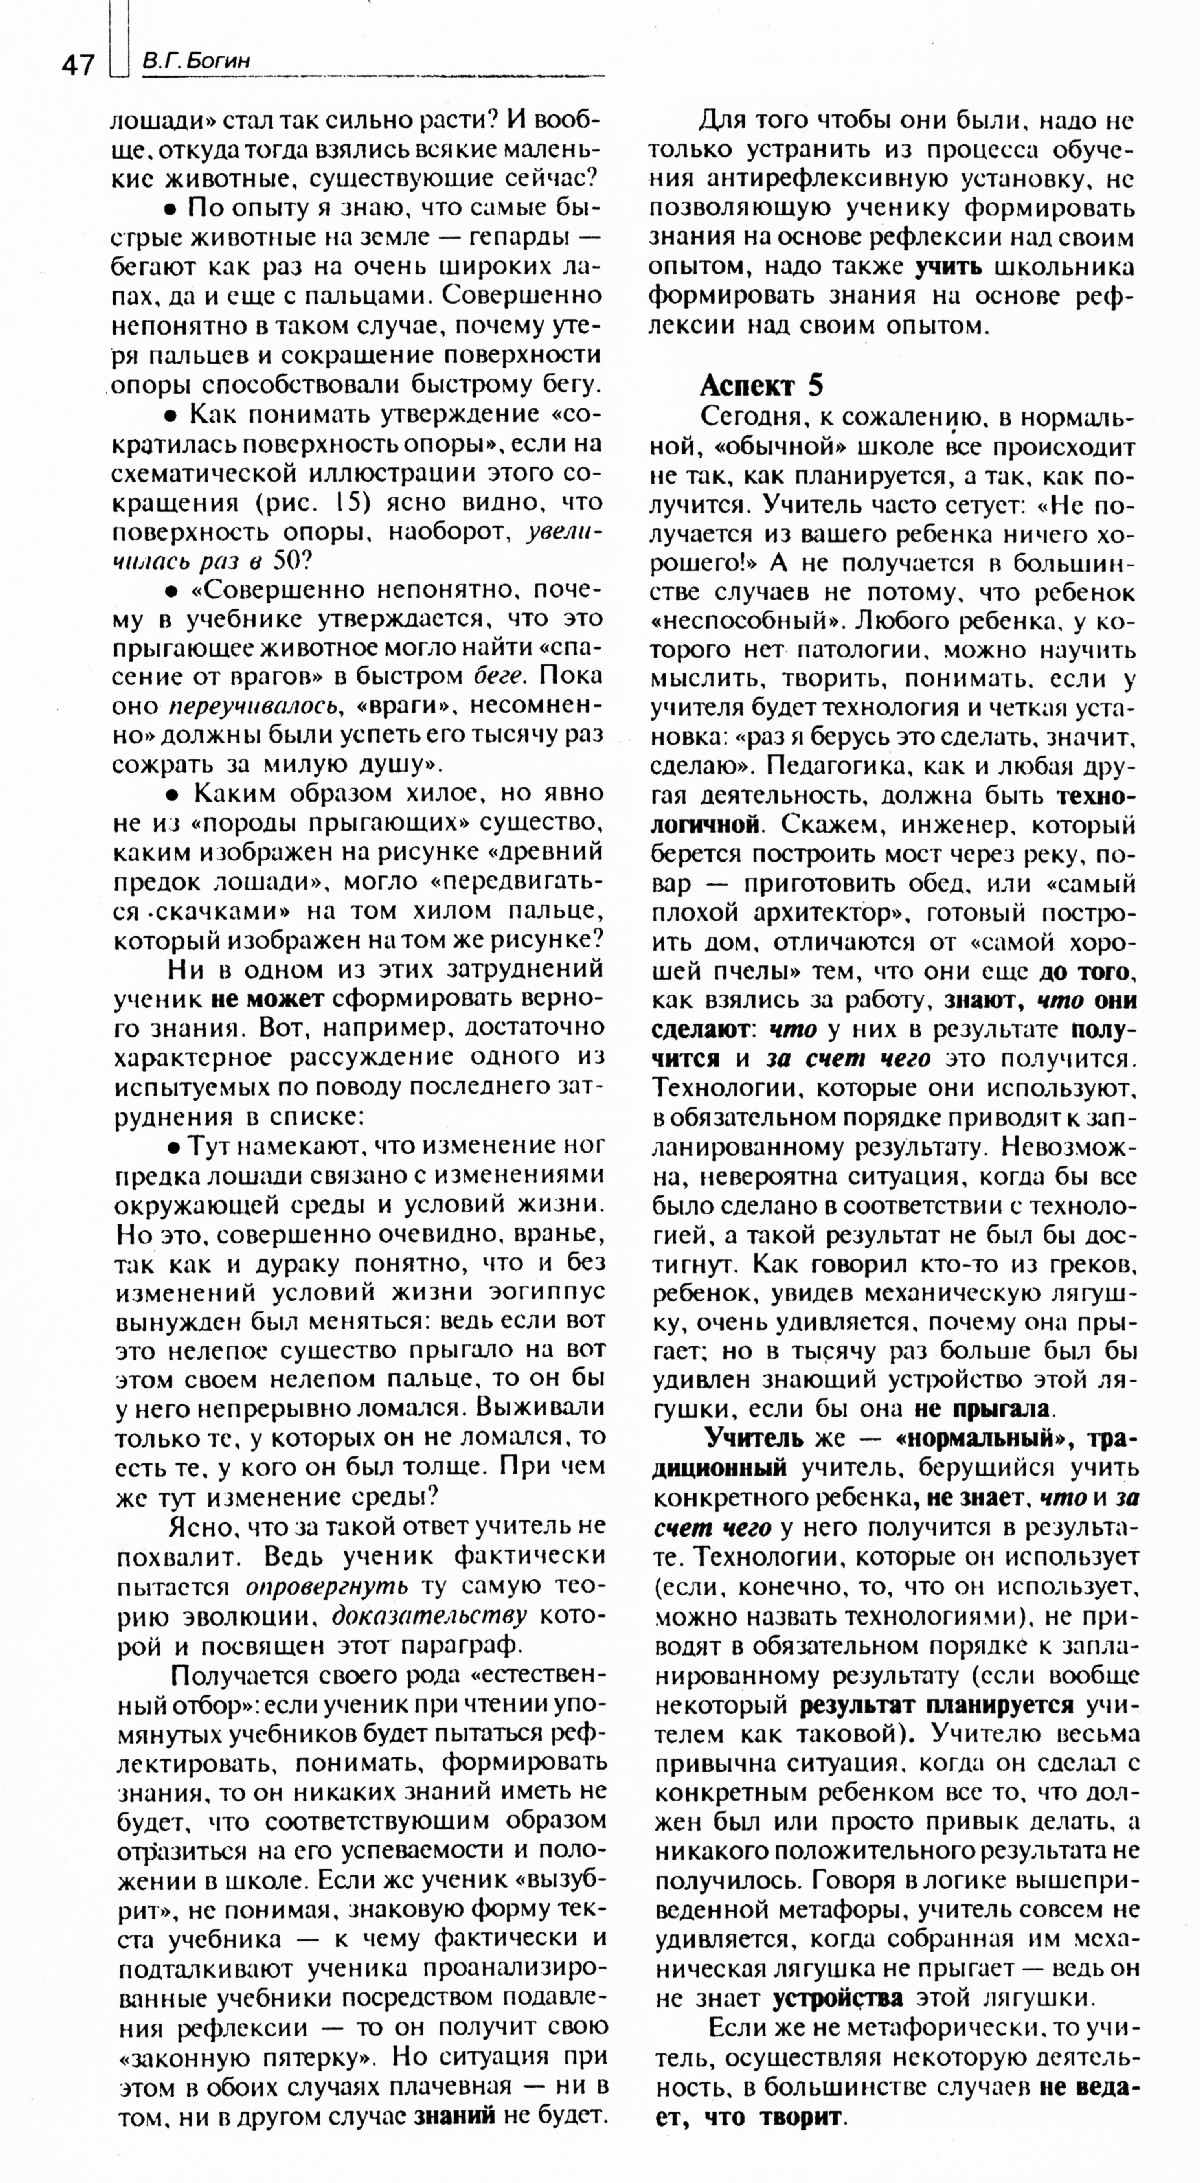 47
В.Г. Богин
лошади» стал так сильно расти? И вооб-
ще, откуда тогда взялись всякие малень-
кие животные, существующие сейчас?
• По опыту я знаю, что самые бы-
стрые животные на земле — гепарды —
бегают как раз на очень широких ла-
пах, да и еще с пальцами. Совершенно
непонятно в таком случае, почему уте-
ря пальцев и сокращение поверхности
опоры способствовали быстрому бегу.
• Как понимать утверждение «со-
кратилась поверхность опоры», если на
схематической иллюстрации этого со-
кращения (рис. 15) ясно видно, что
поверхность опоры, наоборот, увели-
чилась раз в 50?
• «Совершенно непонятно, поче-
му в учебнике утверждается, что это
прыгающее животное могло найти «спа-
сение от врагов» в быстром беге. Пока
оно переучивалось, «враги», несомнен-
но» должны были успеть его тысячу раз
сожрать за милую душу».
• Каким образом хилое, но явно
не из «породы прыгающих» существо,
каким изображен на рисунке «древний
предок лошади», могло «передвигать-
ся скачками» на том хилом пальце,
который изображен на том же рисунке?
Ни в одном из этих затруднений
ученик не может сформировать верно-
го знания. Вот, например, достаточно
характерное рассуждение одного из
испытуемых по поводу последнего зат-
руднения в списке:
• Тут намекают, что изменение ног
предка лошади связано с изменениями
окружающей среды и условий жизни.
Но это, совершенно очевидно, вранье,
так как и дураку понятно, что и без
изменений условий жизни эогиппус
вынужден был меняться: ведь если вот
это нелепое существо прыгало на вот
этом своем нелепом пальце, то он бы
у него непрерывно ломался. Выживали
только те, у которых он не ломался, то
есть те, у кого он был толще. При чем
же тут изменение среды?
Ясно, что за такой ответ учитель не
похвалит. Ведь ученик фактически
пытается опровергнуть ту самую тео-
рию эволюции, доказательству кото-
рой и посвящен этот параграф.
Получается своего рода «естествен-
ный отбор»: если ученик при чтении упо-
мянутых учебников будет пытаться реф-
лектировать, понимать, формировать
знания, то он никаких знаний иметь не
будет, что соответствующим образом
отразиться на его успеваемости и поло-
жении в школе. Если же ученик «вызуб-
рит», не понимая, знаковую форму тек-
ста учебника — к чему фактически и
подталкивают ученика проанализиро-
ванные учебники посредством подавле-
ния рефлексии — то он получит свою
«законную пятерку». Но ситуация при
этом в обоих случаях плачевная — ни в
том, ни в другом случае знаний не будет.
Для того чтобы они были, надо не
только устранить из процесса обуче-
ния антирефлексивную установку, не
позволяющую ученику формировать
знания на основе рефлексии над своим
опытом, надо также учить школьника
формировать знания на основе реф-
лексии над своим опытом.
Аспект 5
Сегодня, к сожалению, в нормаль-
ной, «обычной» школе все происходит
не так, как планируется, а так, как по-
лучится. Учитель часто сетует: «Не по-
лучается из вашего ребенка ничего хо-
рошего!» А не получается в большин-
стве случаев не потому, что ребенок
«неспособный». Любого ребенка, у ко-
торого нет патологии, можно научить
мыслить, творить, понимать, если у
учителя будет технология и четкая уста-
новка: «раз я берусь это сделать, значит,
сделаю». Педагогика, как и любая дру-
гая деятельность, должна быть техно-
логичной. Скажем, инженер, который
берется построить мост через реку, по-
вар — приготовить обед, или «самый
плохой архитектор», готовый постро-
ить дом, отличаются от «самой хоро-
шей пчелы» тем, что они еще до того,
как взялись за работу, знают, что они
сделают: что у них в результате полу-
чится и за счет чего это получится.
Технологии, которые они используют,
в обязательном порядке приводят к зап-
ланированному результату. Невозмож-
на, невероятна ситуация, когда бы все
было сделано в соответствии с техноло-
гией, а такой результат не был бы дос-
тигнут. Как говорил кто-то из греков,
ребенок, увидев механическую лягуш-
ку, очень удивляется, почему она пры-
гает; но в тысячу раз больше был бы
удивлен знающий устройство этой ля-
гушки, если бы она не прыгала.
Учитель же — «нормальный», тра-
диционный учитель, берущийся учить
конкретного ребенка, не знает, что и за
счет чего у него получится в результа-
те. Технологии, которые он использует
(если, конечно, то, что он использует,
можно назвать технологиями), не при-
водят в обязательном порядке к запла-
нированному результату (если вообще
некоторый результат планируется учи-
телем как таковой). Учителю весьма
привычна ситуация, когда он сделал с
конкретным ребенком все то, что дол-
жен был или просто привык делать, а
никакого положительного результата не
получилось. Говоря в логике вышепри-
веденной метафоры, учитель совсем не
удивляется, когда собранная им меха-
ническая лягушка не прыгает — ведь он
не знает устройства этой лягушки.
Если же не метафорически, то учи-
тель, осуществляя некоторую деятель-
ность, в большинстве случаев не веда-
ет, что творит.